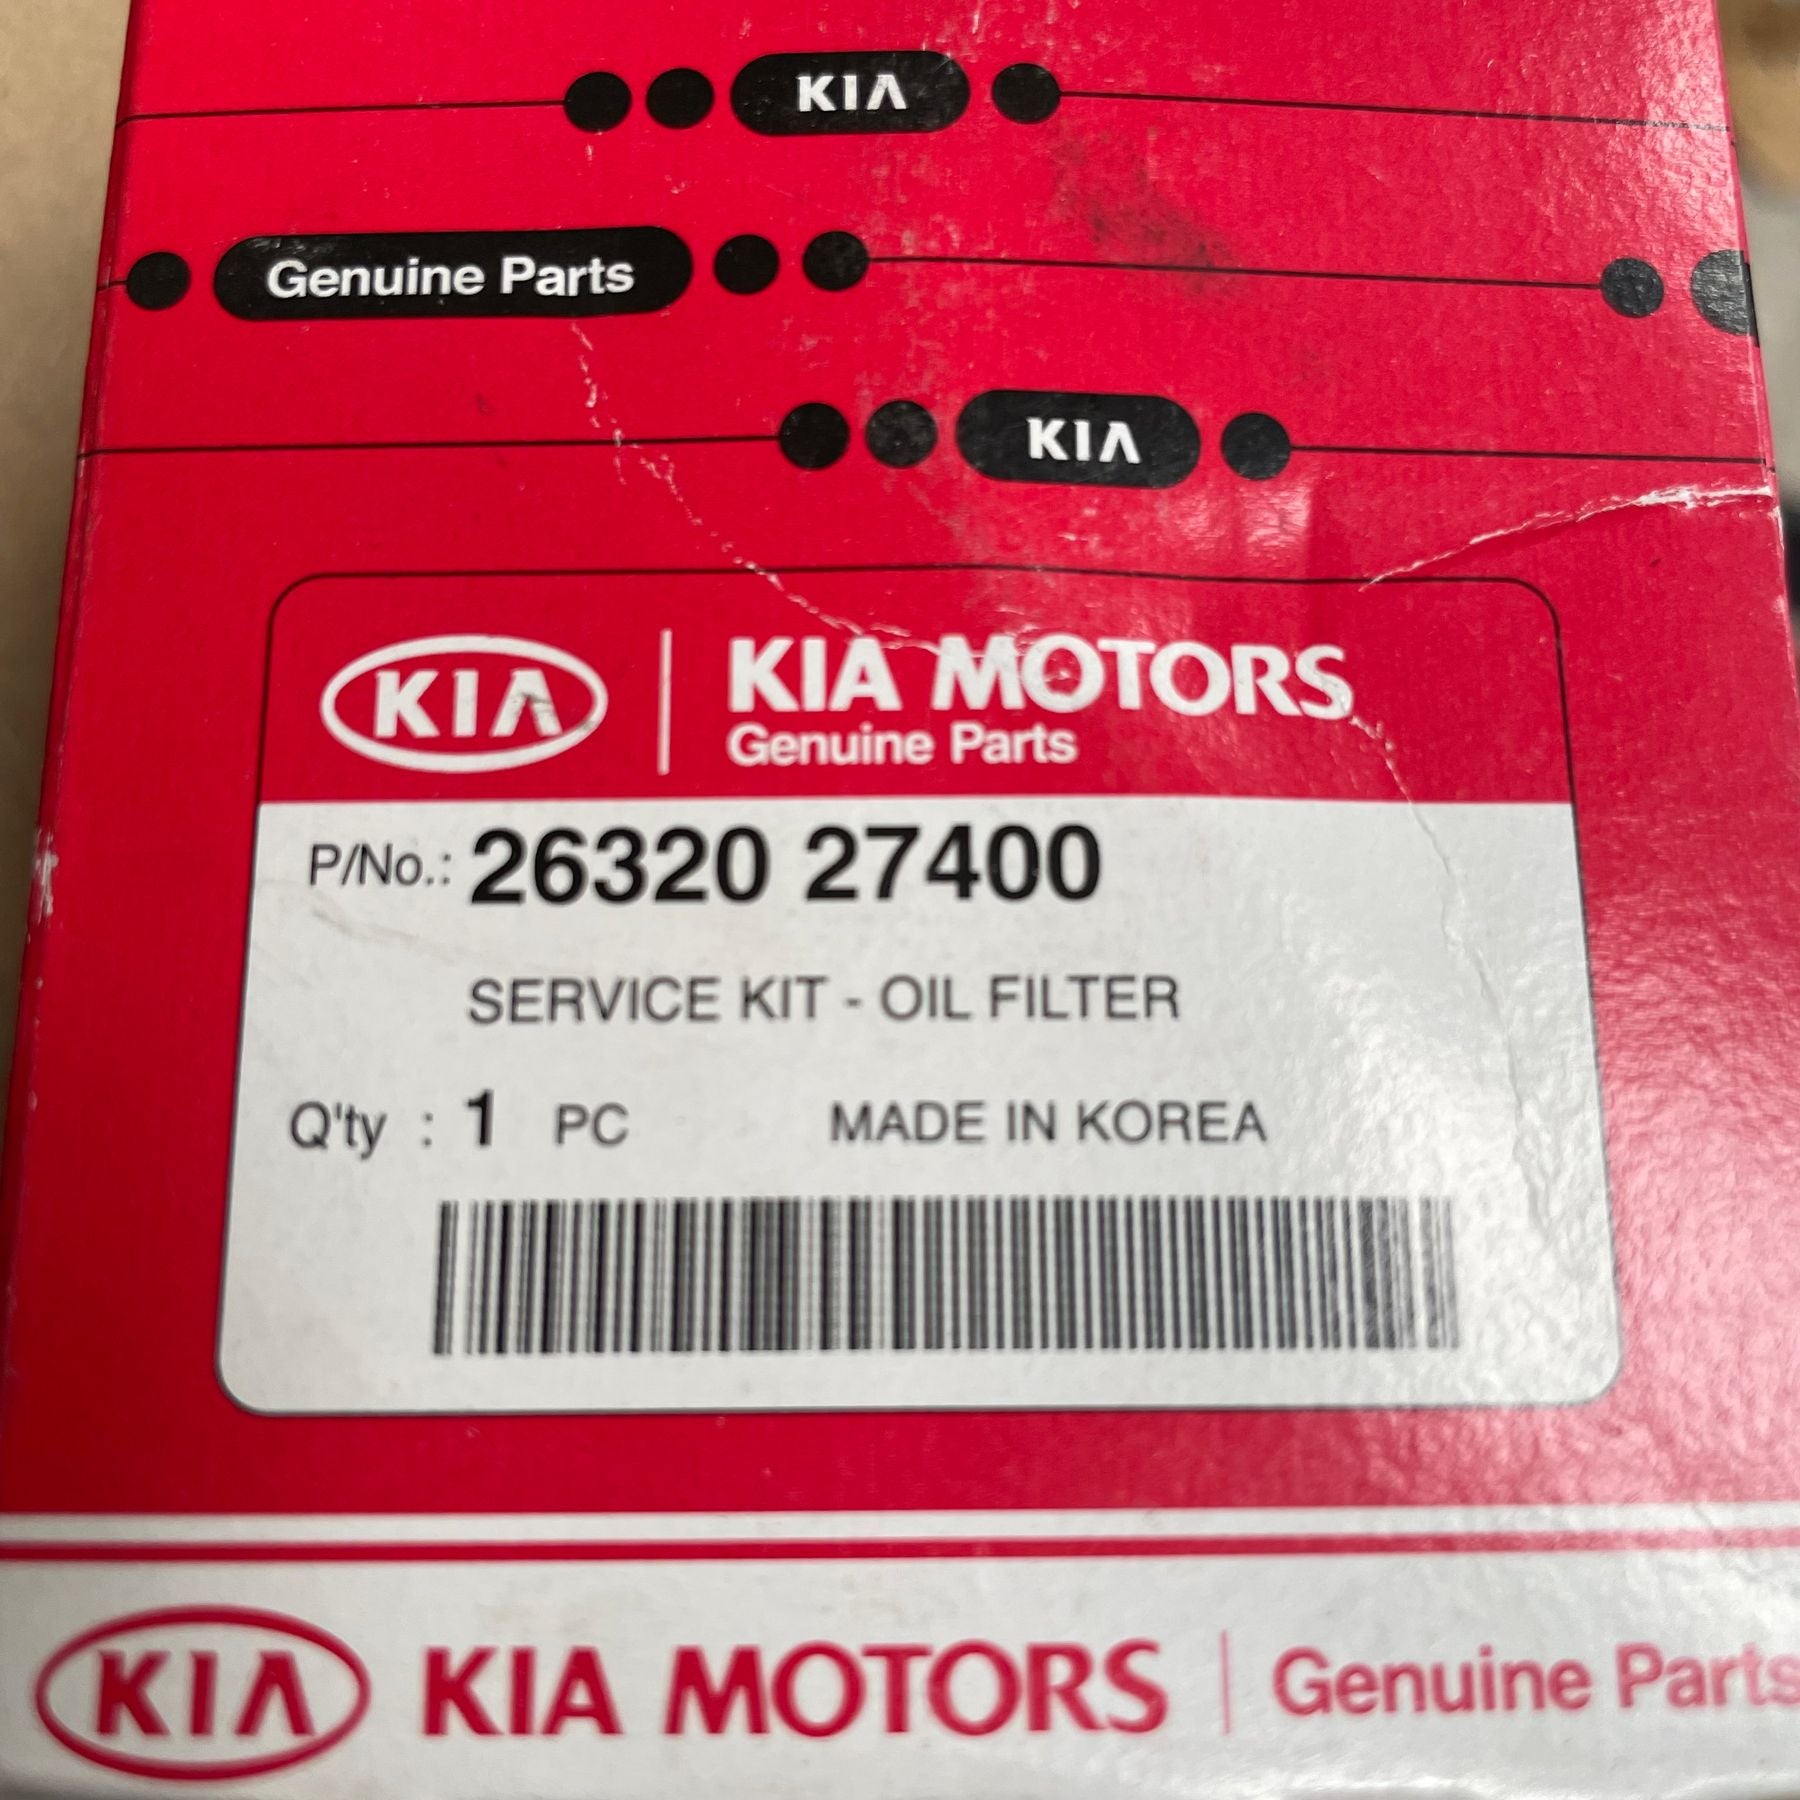 KIA
Genuine Parts
KIA
KIA | KIA MOTORS
Genuine Parts
P/No.: 26320 27400
SERVICE KIT - OIL FILTER
Q'ty : 1 PC MADE IN KOREA
KIA KIA MOTORS | Genuine Parts